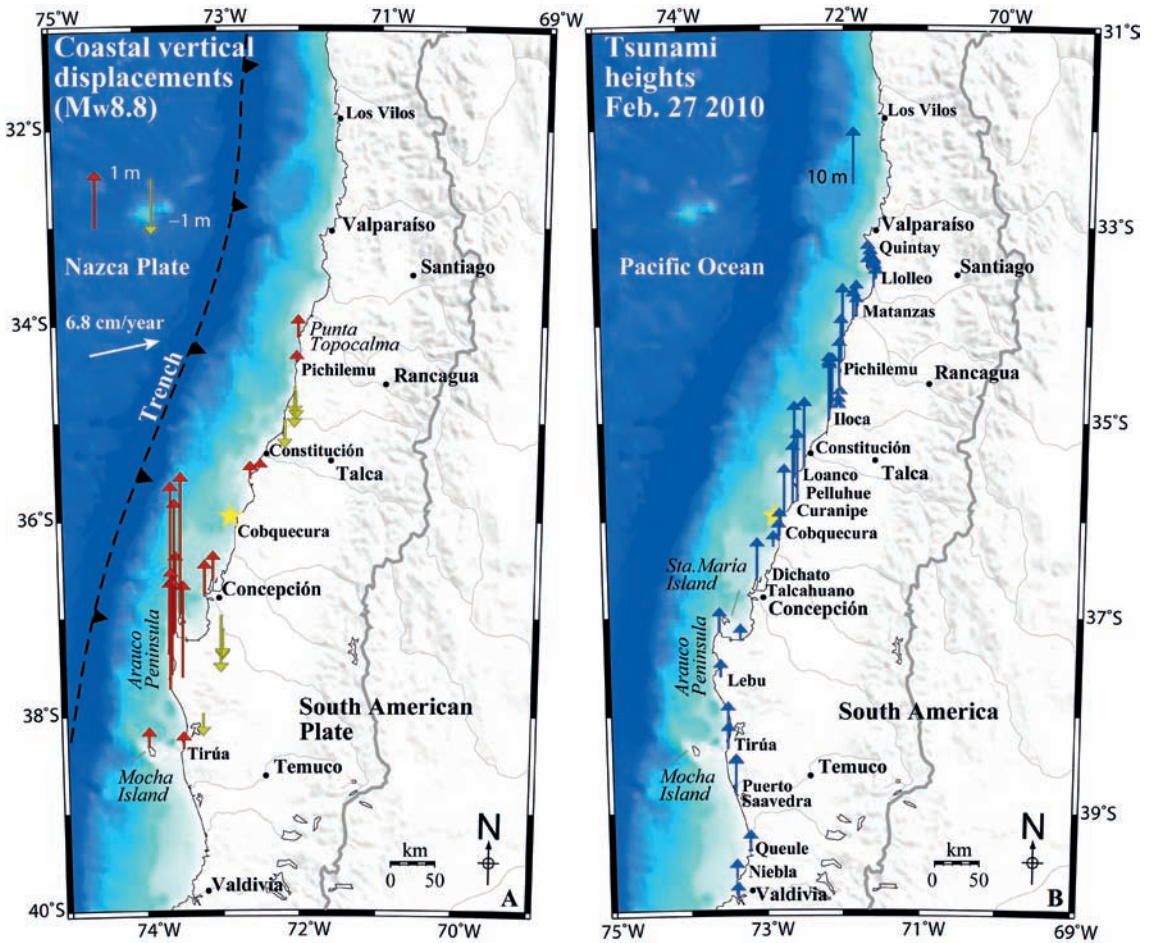 75°W
73°W
71°W
69°W
Coastal vertical
displacements
(Mw8.8)
Los Vilos
32°S
1 m
−1 m
Valparaíso
Nazca Plate
Santiago
6.8 cm/year
34°S
Punta
Topocalma
Pichilemu
Rancagua
Trench
Constitución
Talca
36°S
Cobquecura
Concepción
Arauco
Peninsula
South American
Plate
38°S
Tirúa
Mocha
Island
Temuco
N
km
0 50
Valdivia
A
40°S
74°W
72°W
70°W
75°W
73°W
71°W
69°W
31°S
Tsunami
heights
Feb. 27 2010
Los Vilos
10 m
33°S
Valparaíso
Quintay
Pacific Ocean
Santiago
Llolleo
Matanzas
Pichilemu
Rancagua
Iloca
35°S
Constitución
Talca
Loanco
Pelluhue
Curanipe
Cobquecura
Sta. María
Island
Dichato
Talcahuano
Concepción
37°S
Arauco
Peninsula
Lebu
South America
Tirúa
Mocha
Island
Temuco
Puerto
Saavedra
39°S
N
Queule
km
0 50
Niebla
Valdivia
B
74°W
72°W
70°W
69°W